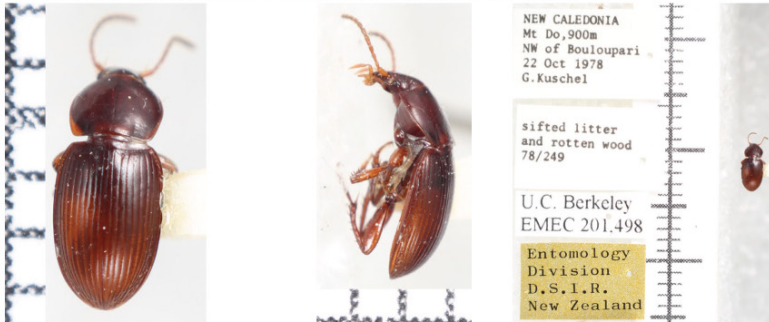 NEW CALEDONIA
Mt Do,900m
NW of Bouloupari
22 Oct 1978
G.Kuschel
sifted litter
and rotten wood
78/249
U.C. Berkeley
EMEC 201,498
Entomology
Division
D.S.I.R.
New Zealand